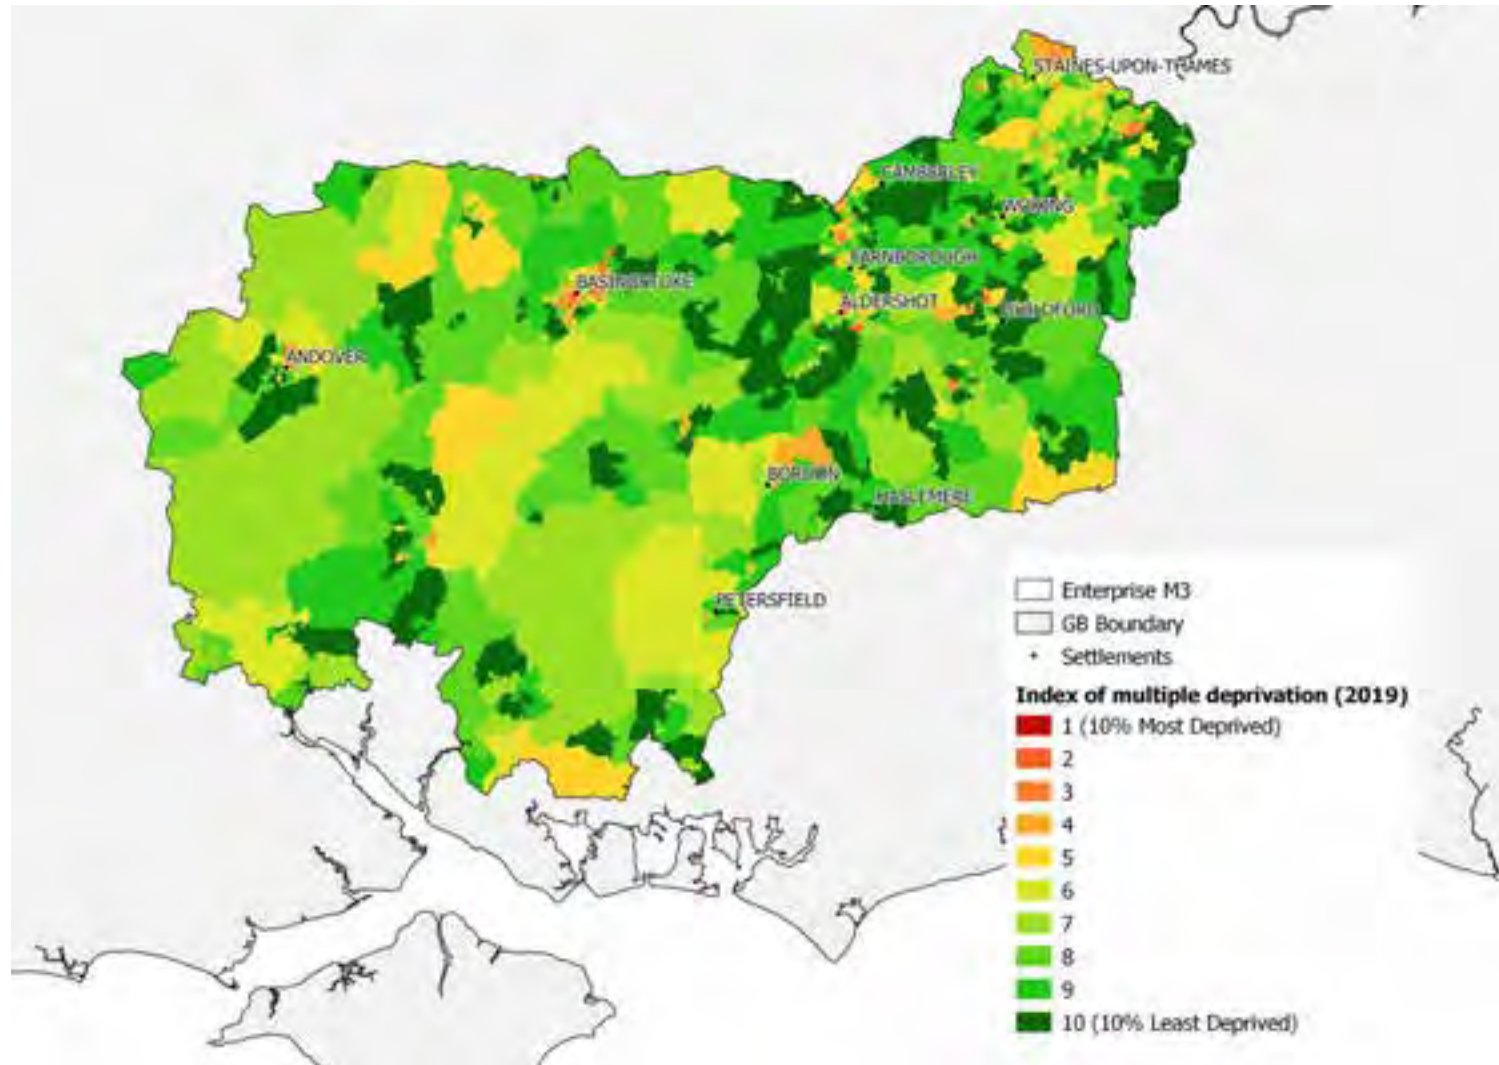 STAINES-UPON-THAMES
CAMBERLEY
WOKING
FARNBOROUGH
BASINGSTOKE
ALDERSHOT
GUILDFORD
ANDOVER
BORDON
HASLEMERE
PETERSFIELD
Enterprise M3
GB Boundary
Settlements
Index of multiple deprivation (2019)
1 (10% Most Deprived)
2
3
4
5
6
7
8
9
10 (10% Least Deprived)